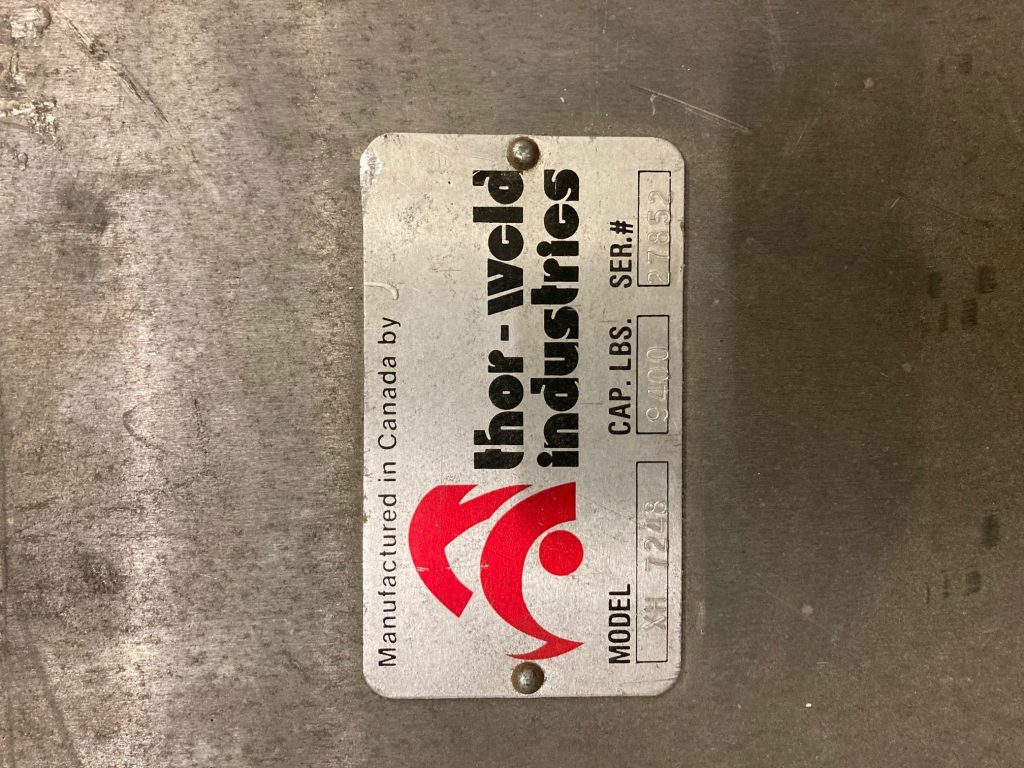 Manufactured in Canada by
thor-weld
industries
MODEL CAP. LBS. SER.#
XH 7248 9400 27852